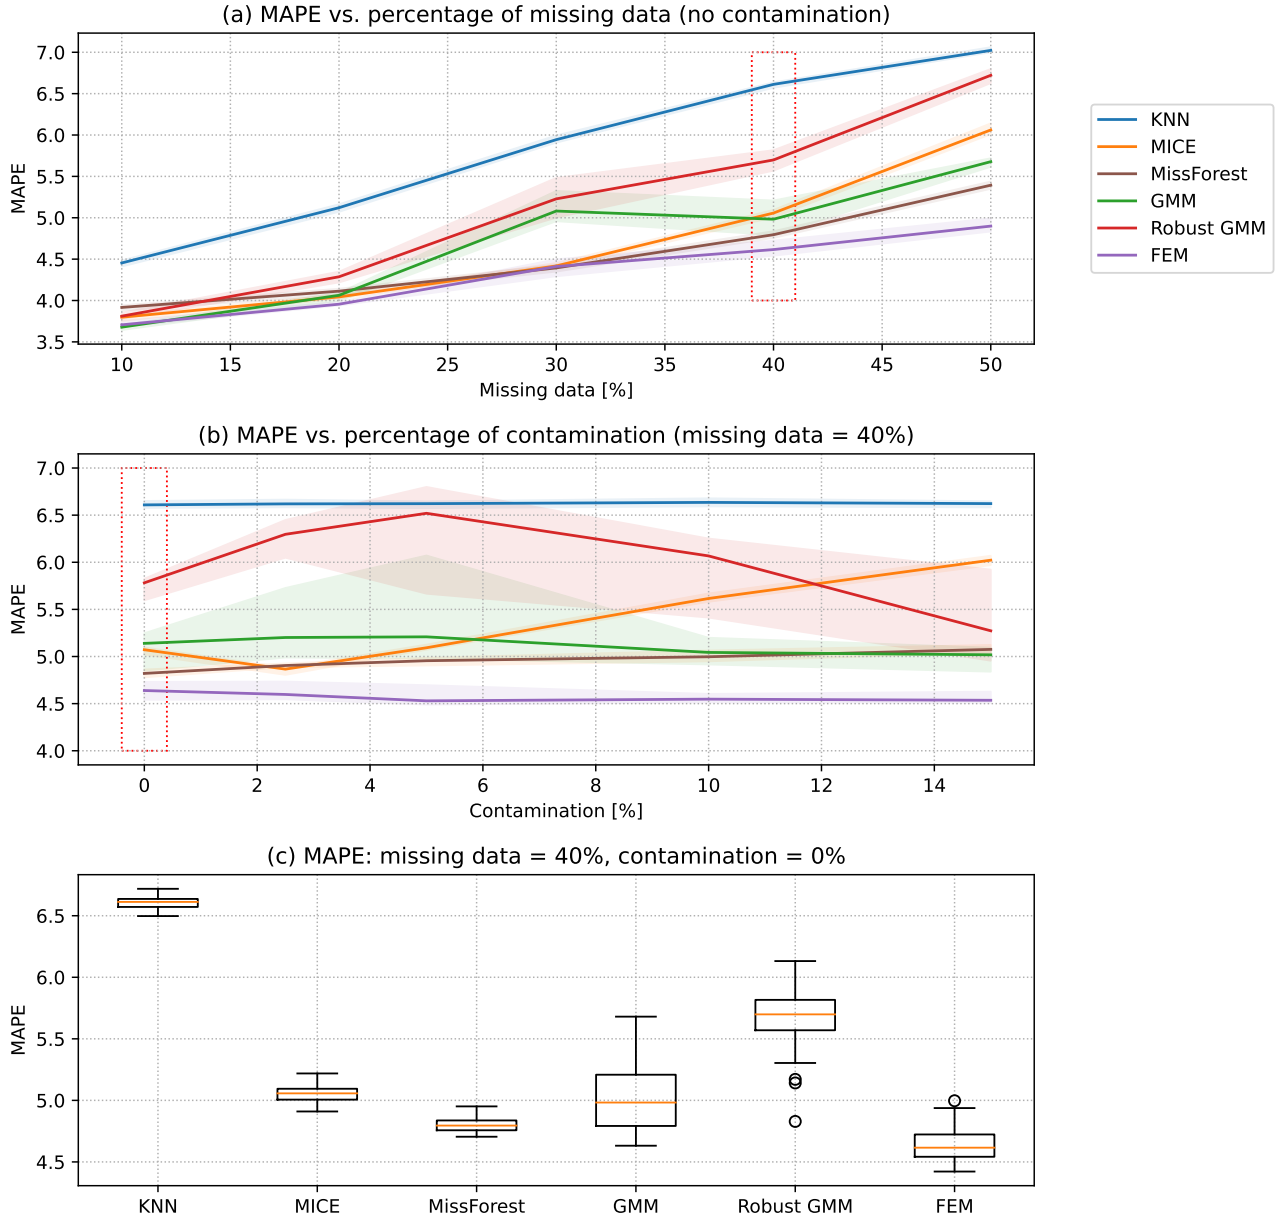 (a) MAPE vs. percentage of missing data (no contamination)
7.0
6.5
6.0
5.5
5.0
4.5
4.0
3.5
MAPE
10 15 20 25 30 35 40 45 50
Missing data [%]
KNN
MICE
MissForest
GMM
Robust GMM
FEM
(b) MAPE vs. percentage of contamination (missing data = 40%)
7.0
6.5
6.0
5.5
5.0
4.5
4.0
MAPE
0 2 4 6 8 10 12 14
Contamination [%]
(c) MAPE: missing data = 40%, contamination = 0%
6.5
6.0
5.5
5.0
4.5
MAPE
KNN MICE MissForest GMM Robust GMM FEM